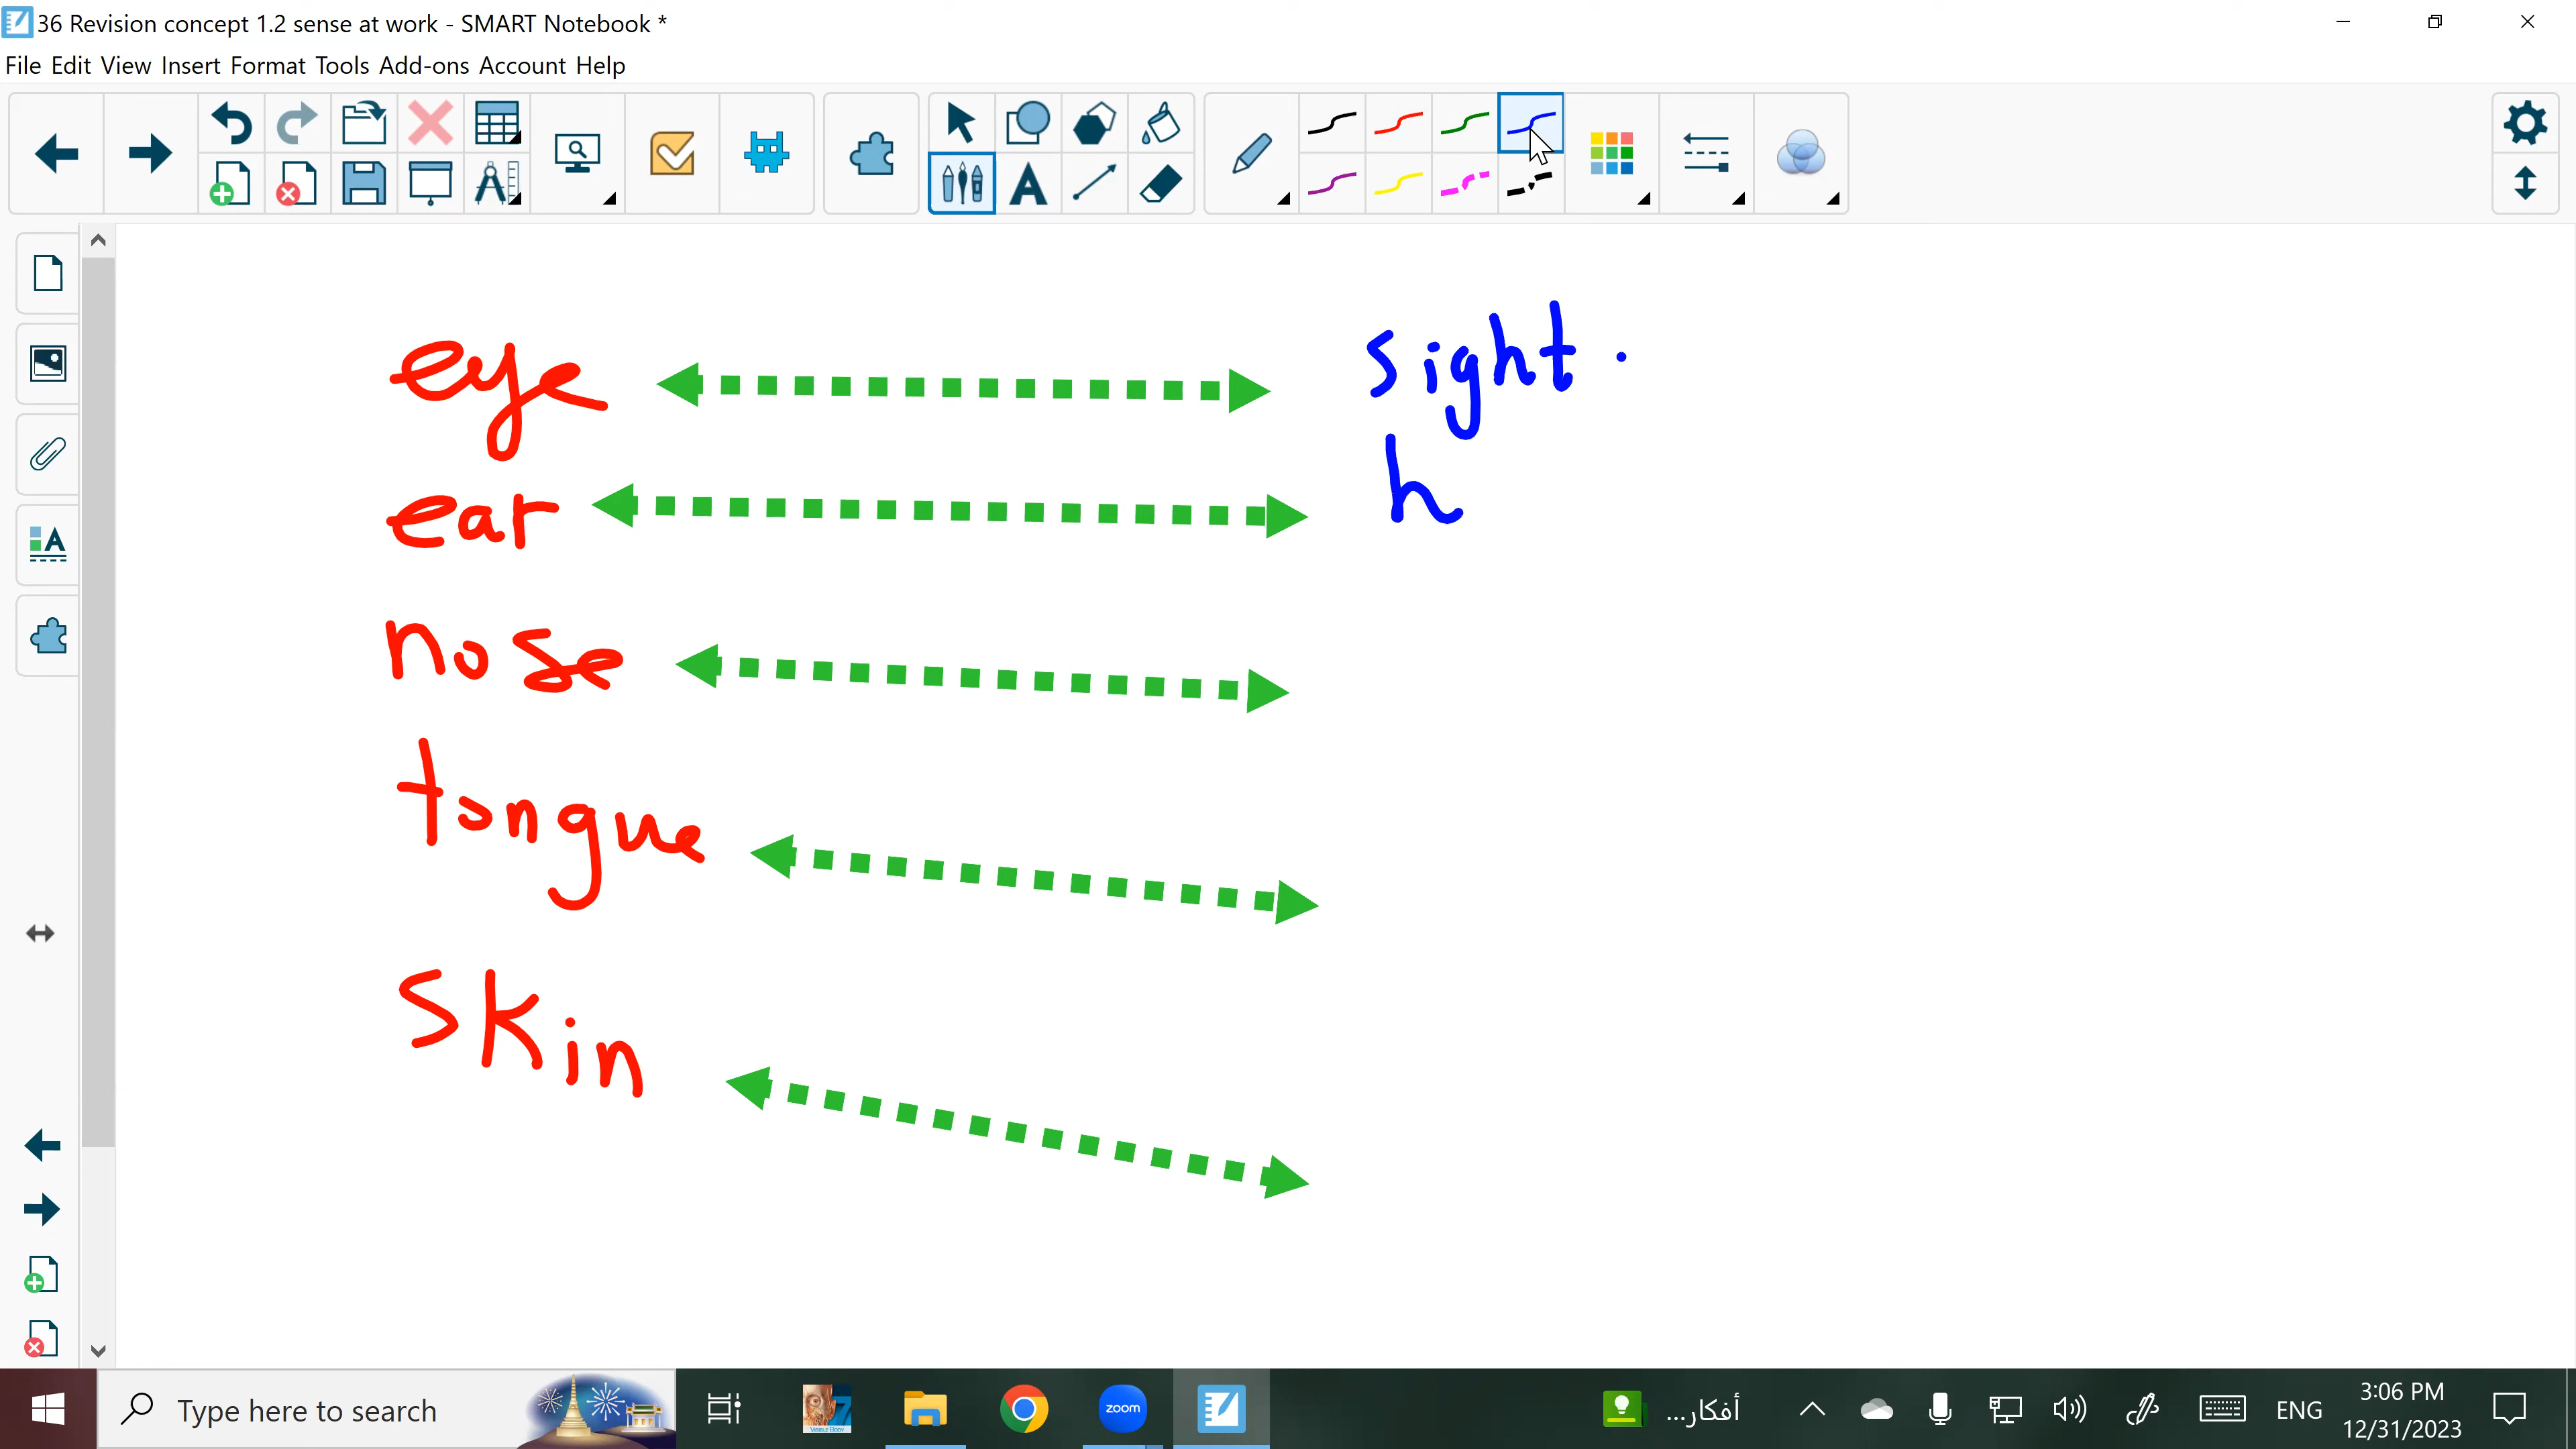 36 Revision concept 1.2 sense at work - SMART Notebook *
File Edit View Insert Format Tools Add-ons Account Help
eye sight .
ear h
nose
tongue
skin
Type here to search
zoom
أفكار...
ENG
3:06 PM
12/31/2023